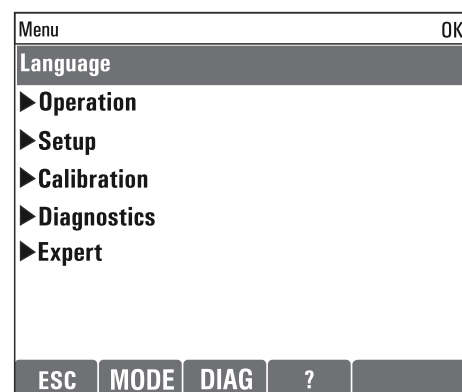 Menu OK
Language
▶Operation
▶Setup
▶Calibration
▶Diagnostics
▶Expert
ESC MODE DIAG ?